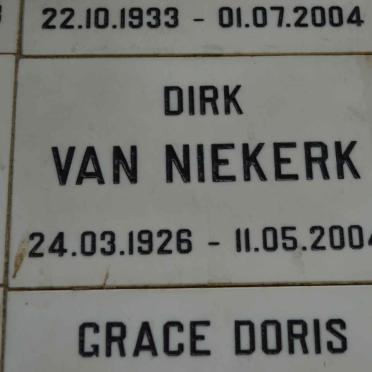 22.10.1933 - 01.07.2004
DIRK
VAN NIEKERK
24.03.1926 - 11.05.2004
GRACE DORIS